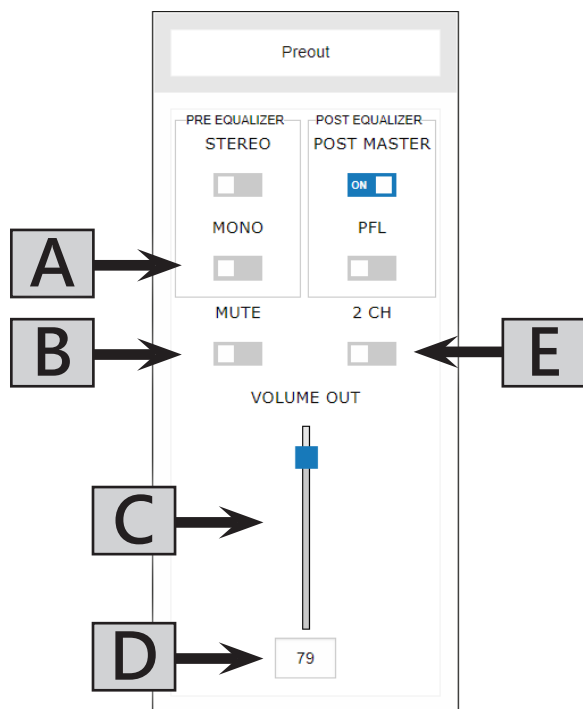 Preout
PRE EQUALIZER POST EQUALIZER
STEREO POST MASTER
ON
MONO PFL
A
MUTE 2 CH
B E
VOLUME OUT
C
D 79